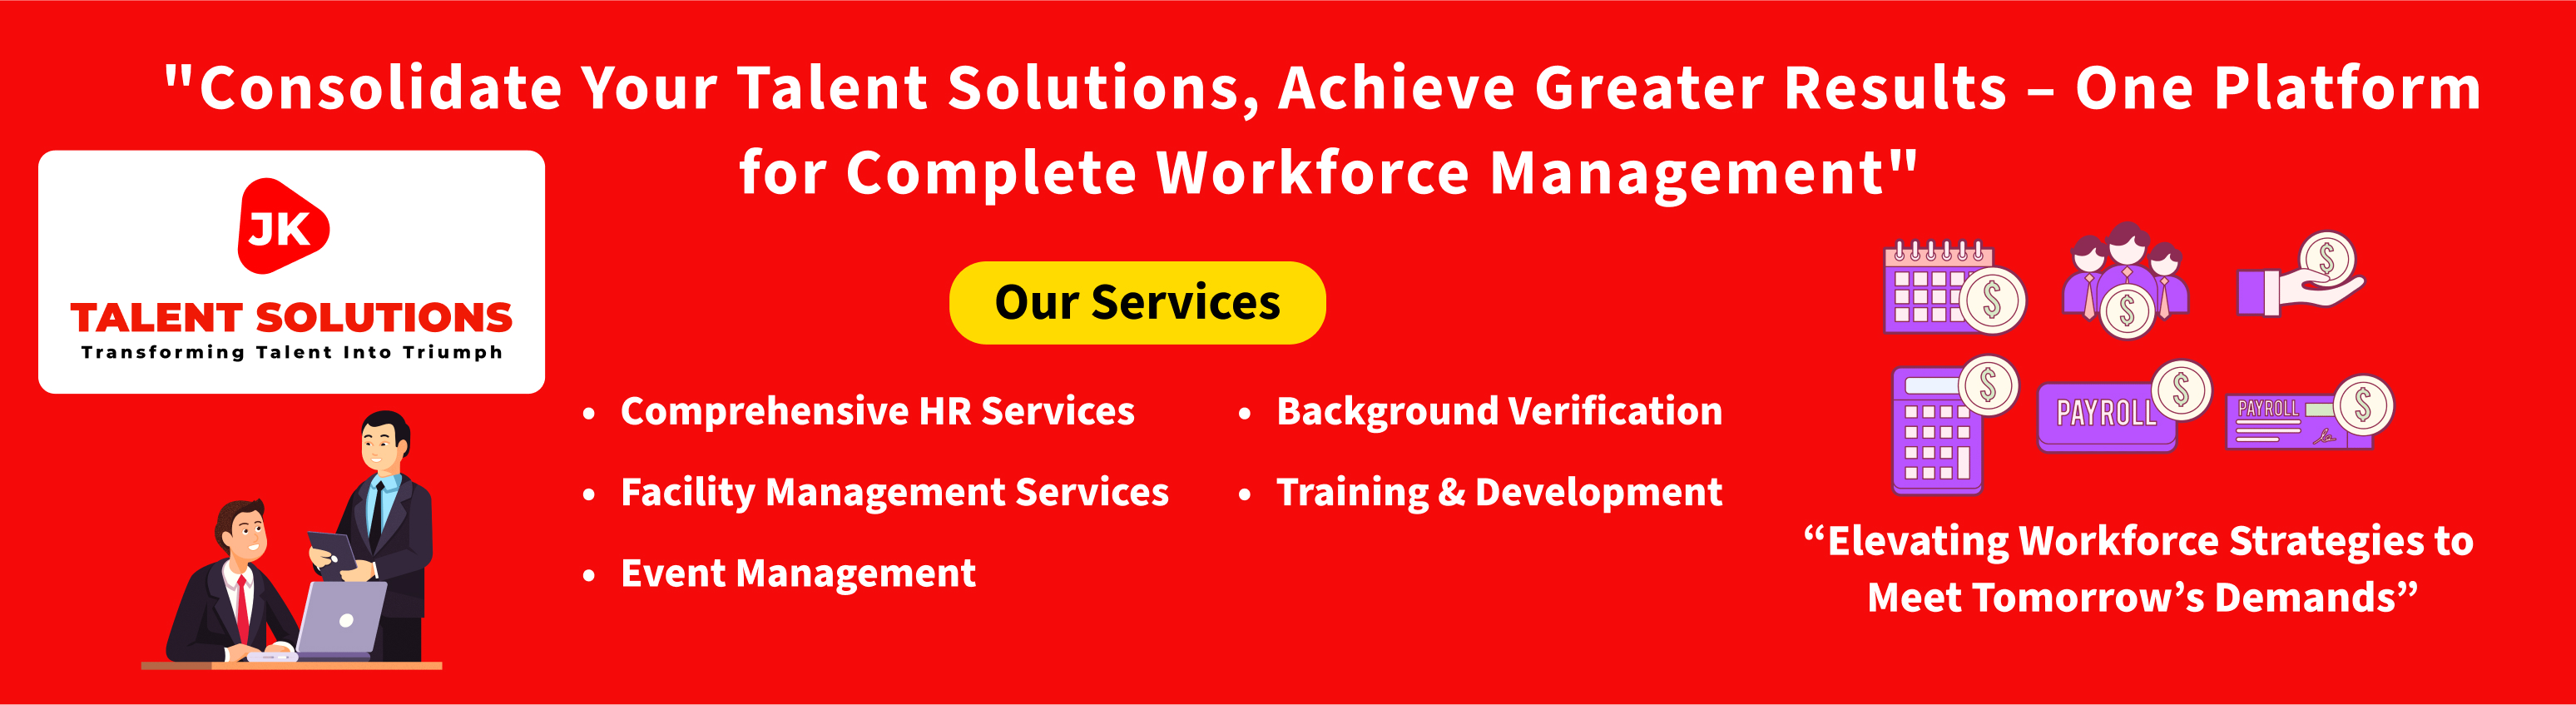 "Consolidate Your Talent Solutions, Achieve Greater Results – One Platform
for Complete Workforce Management"
JK
TALENT SOLUTIONS
Transforming Talent Into Triumph
Our Services
• Comprehensive HR Services
• Facility Management Services
• Event Management
• Background Verification
• Training & Development
$
$
$
$
PAYROLL $
PAYROLL $
“Elevating Workforce Strategies to
Meet Tomorrow’s Demands”